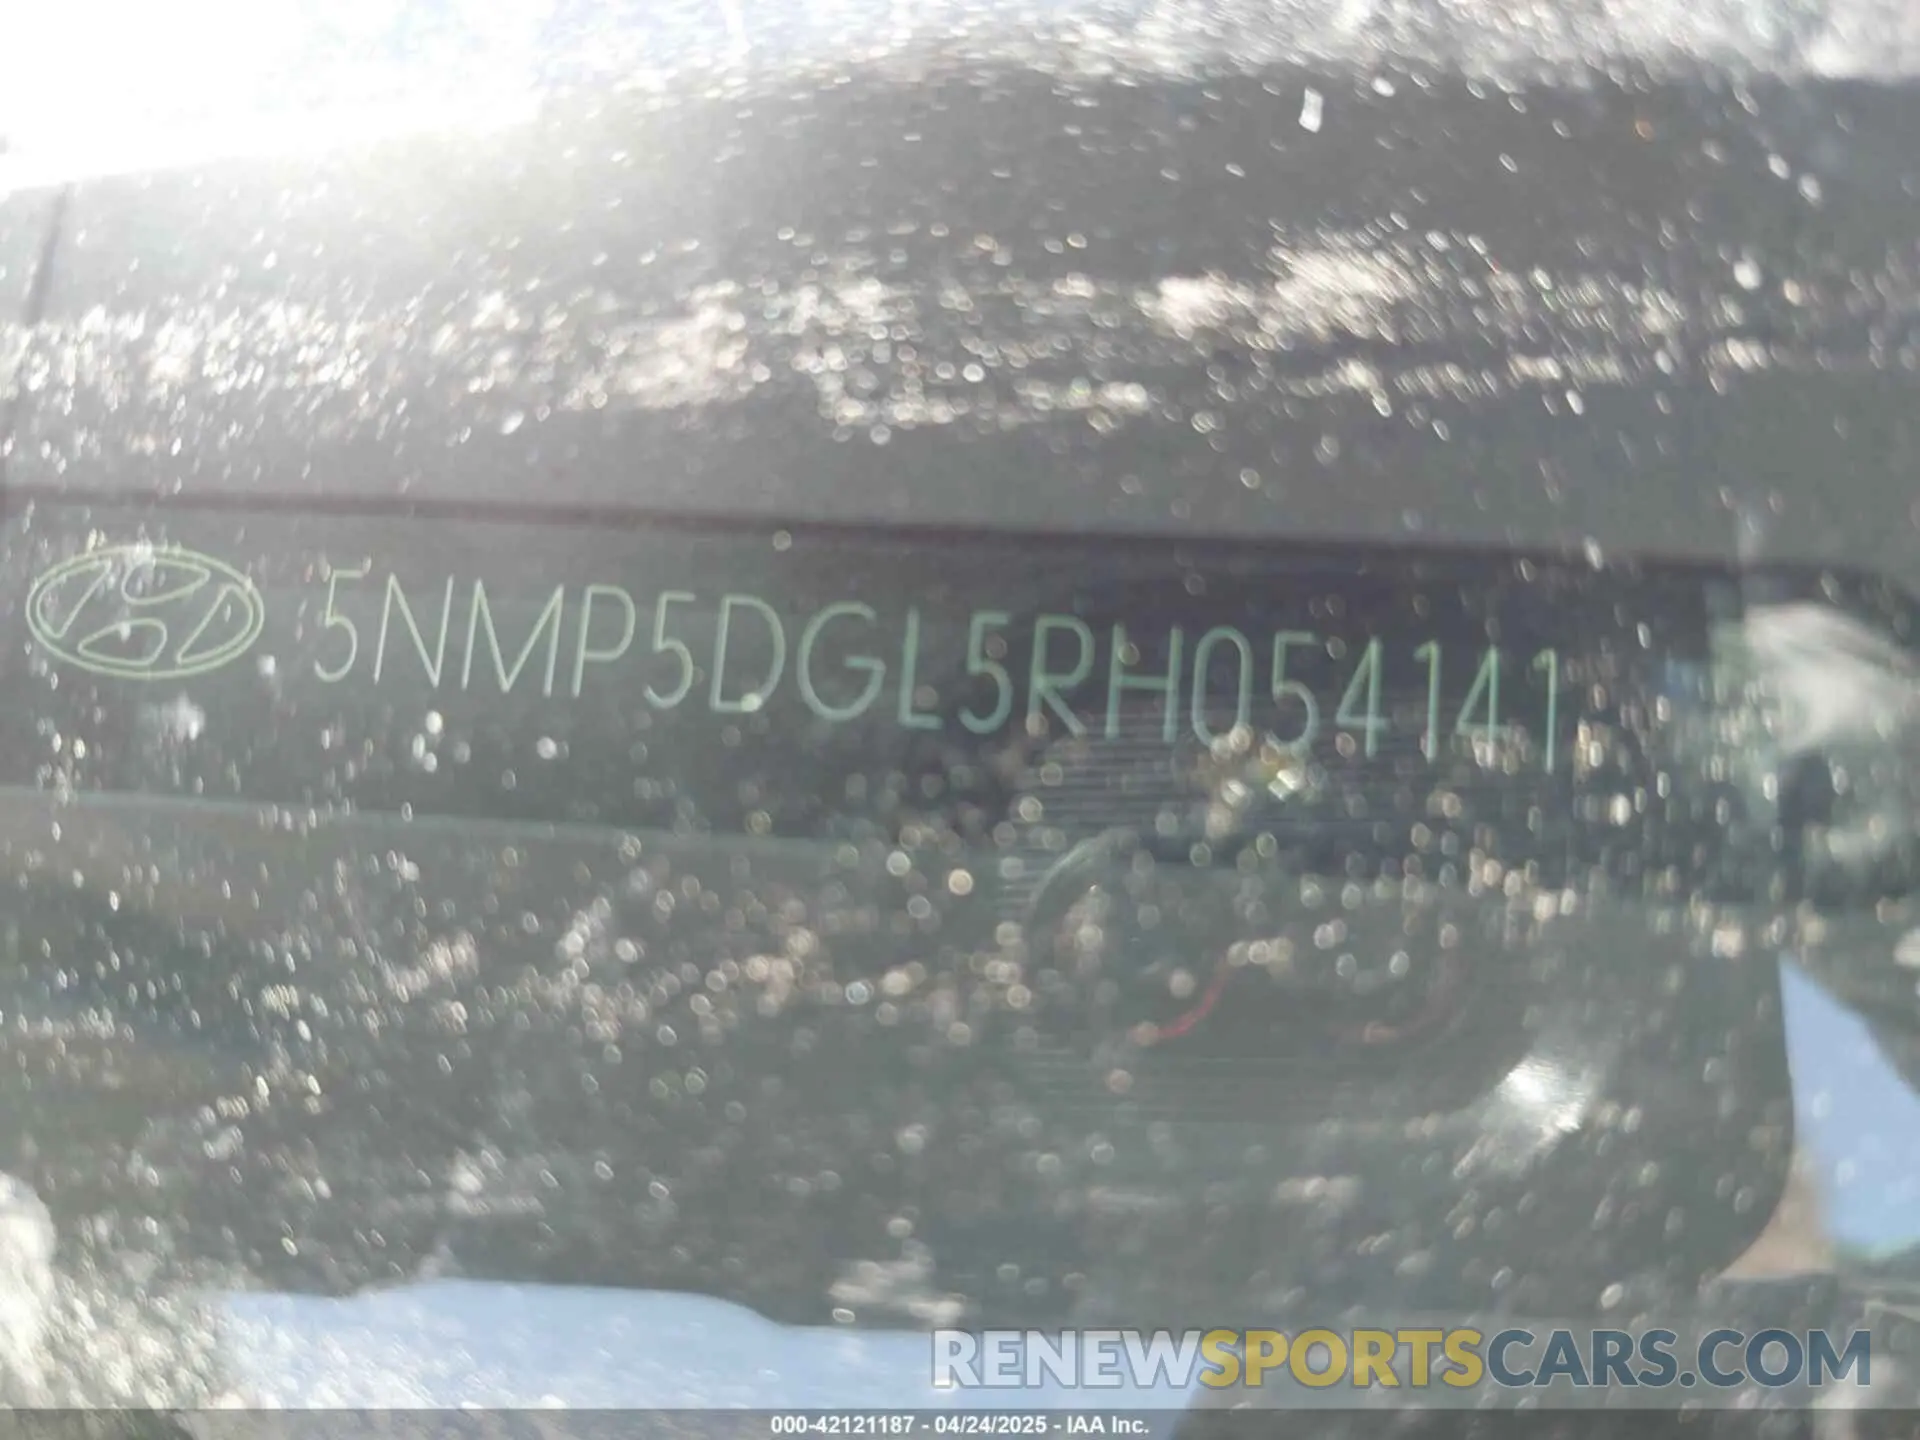 5NMP5DGL5RH054141
RENEWSPORTSCARS.COM
000-42121187 - 04/24/2025 - IAA Inc.